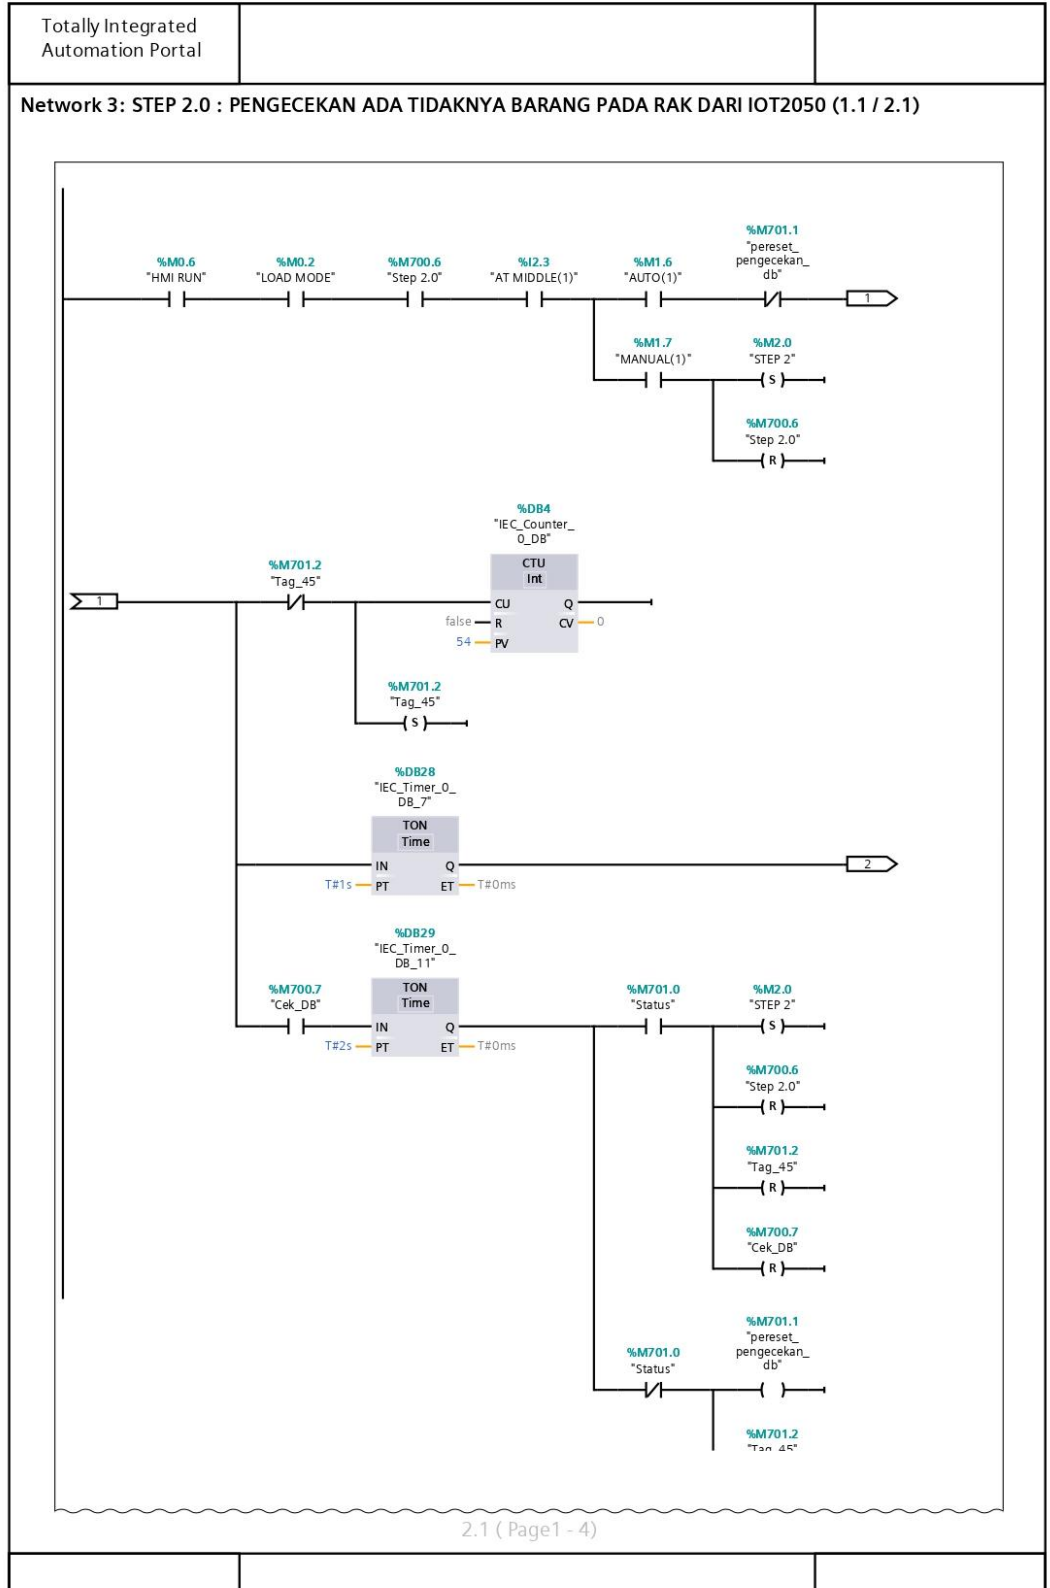 Totally Integrated
Automation Portal
Network 3: STEP 2.0 : PENGECEKAN ADA TIDAKNYA BARANG PADA RAK DARI IOT2050 (1.1 / 2.1)
%M0.6
"HMI RUN"
%M0.2
"LOAD MODE"
%M700.6
"Step 2.0"
%I2.3
"AT MIDDLE(1)"
%M1.6
"AUTO(1)"
%M701.1
"pereset_
pengecekan_
db"
1
%M1.7
"MANUAL(1)"
%M2.0
"STEP 2"
S
%M700.6
"Step 2.0"
R
1
%M701.2
"Tag_45"
%DB4
"IEC_Counter_
0_DB"
CTU
Int
CU Q
false R CV 0
54 PV
%M701.2
"Tag_45"
S
%DB28
"IEC_Timer_0_
DB_7"
TON
Time
IN Q
T#1s PT ET T#0ms
2
%DB29
"IEC_Timer_0_
DB_11"
%M700.7
"Cek_DB"
TON
Time
IN Q
T#2s PT ET T#0ms
%M701.0
"Status"
%M2.0
"STEP 2"
S
%M700.6
"Step 2.0"
R
%M701.2
"Tag_45"
R
%M700.7
"Cek_DB"
R
%M701.0
"Status"
%M701.1
"pereset_
pengecekan_
db"
%M701.2
"Tag_45"
2.1 ( Page1 - 4)